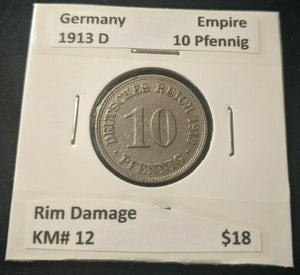 Germany Empire
1913 D 10 Pfennig
DEUTSCHES REICH 1913
10
PFENNIG
Rim Damage
KM# 12 $18